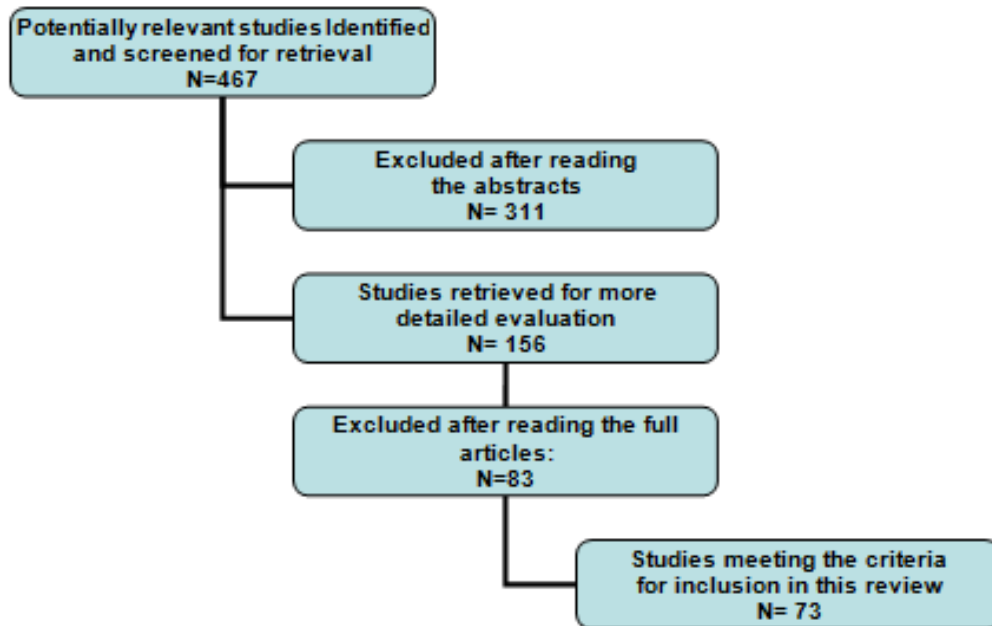 Potentially relevant studies Identified
and screened for retrieval
N=467
Excluded after reading
the abstracts
N= 311
Studies retrieved for more
detailed evaluation
N= 156
Excluded after reading the full
articles:
N=83
Studies meeting the criteria
for inclusion in this review
N= 73